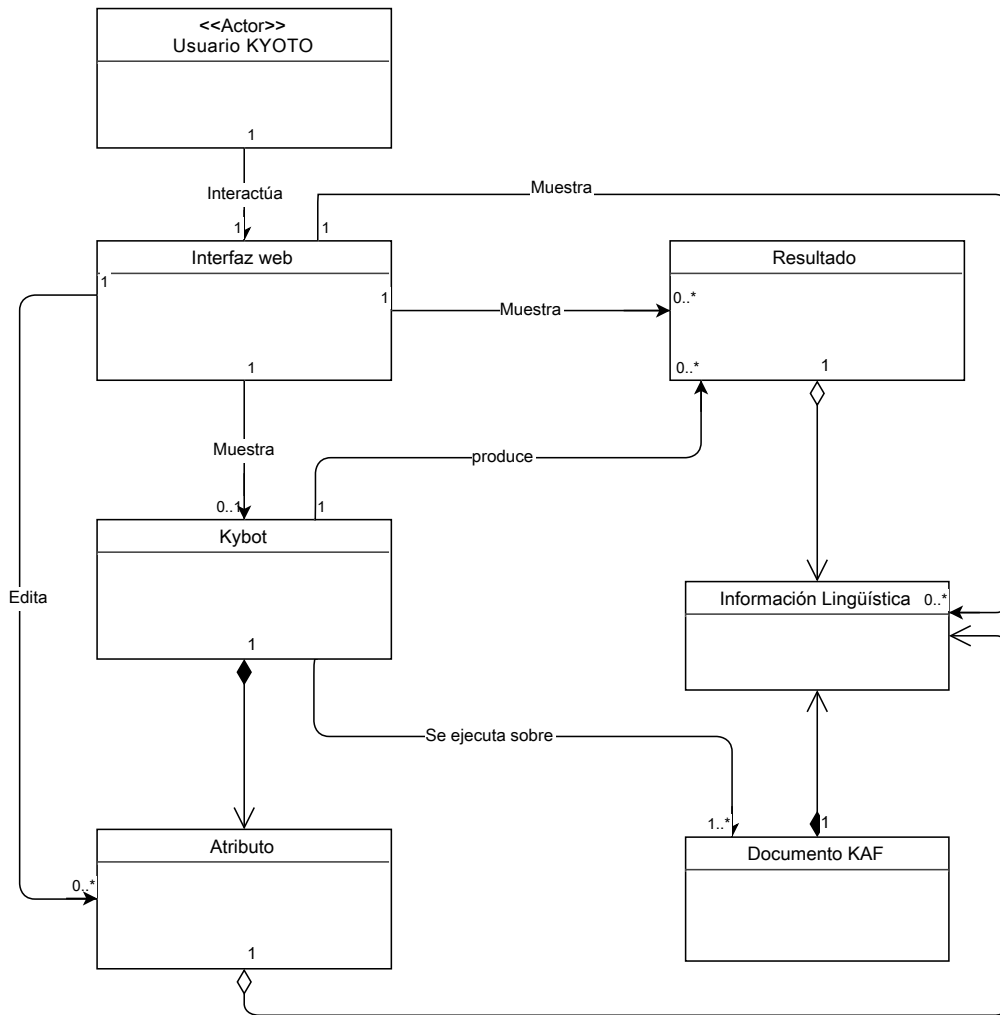 <<Actor>>
Usuario KYOTO
1
Interactúa
Muestra
1
1
Interfaz web
Resultado
1
1
0..*
Muestra
1
0..*
1
Muestra
produce
0..1
1
Kybot
Edita
Información Lingüística
0..*
1
Se ejecuta sobre
1..*
1
Atributo
Documento KAF
0..*
1